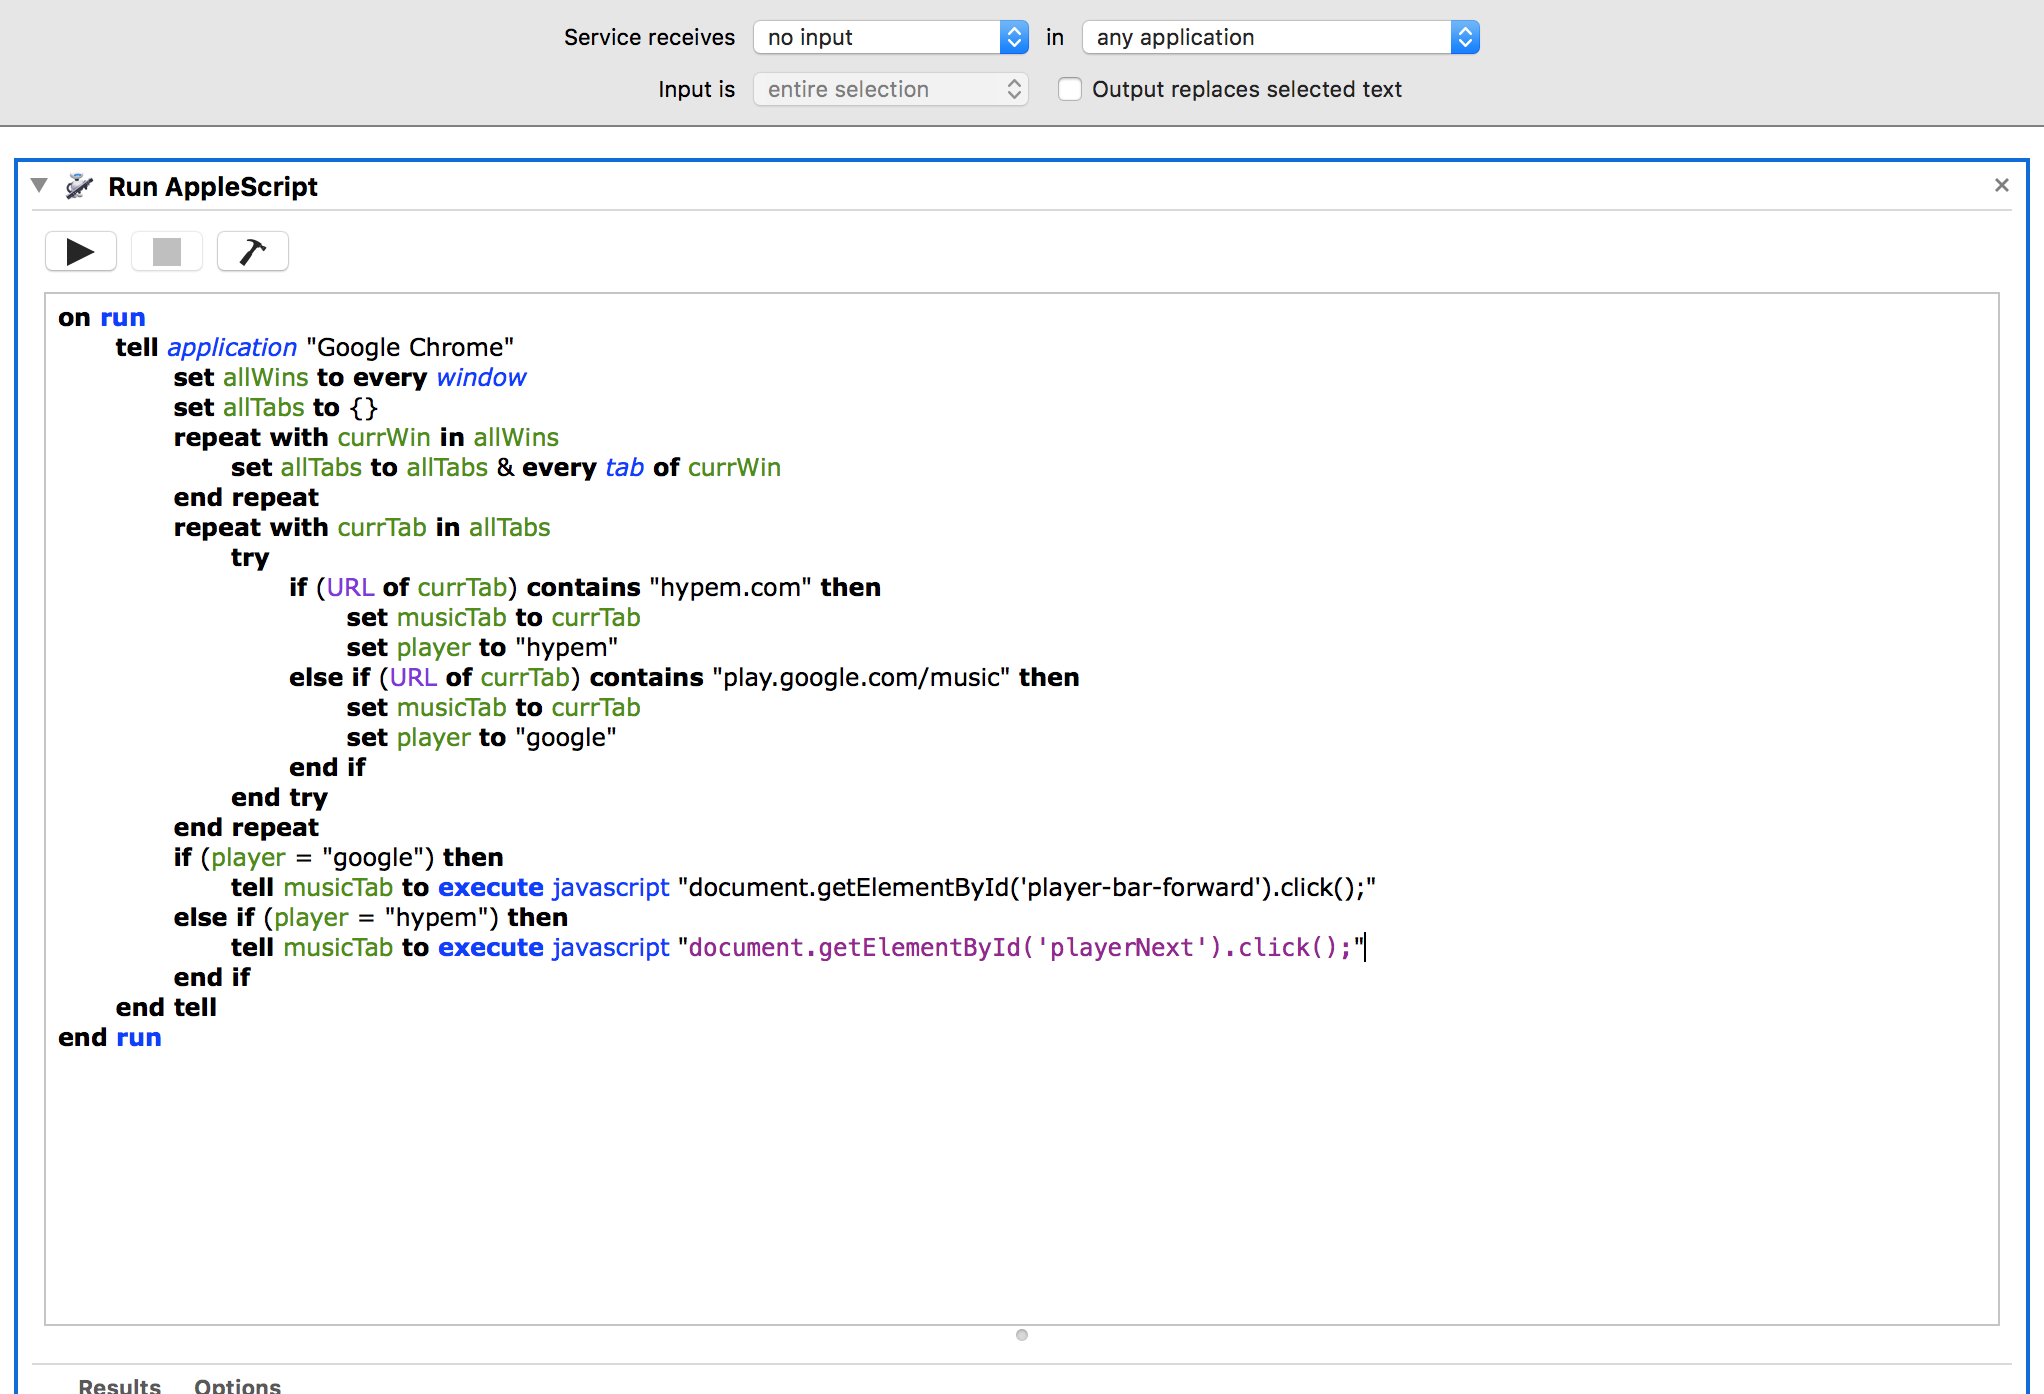 Service receives no input in any application
Input is entire selection Output replaces selected text
Run AppleScript
on run
tell application "Google Chrome"
set allWins to every window
set allTabs to {}
repeat with currWin in allWins
set allTabs to allTabs & every tab of currWin
end repeat
repeat with currTab in allTabs
try
if (URL of currTab) contains "hypem.com" then
set musicTab to currTab
set player to "hypem"
else if (URL of currTab) contains "play.google.com/music" then
set musicTab to currTab
set player to "google"
end if
end try
end repeat
if (player = "google") then
tell musicTab to execute javascript "document.getElementById('player-bar-forward').click();"
else if (player = "hypem") then
tell musicTab to execute javascript "document.getElementById('playerNext').click();"
end if
end tell
end run
Results Options